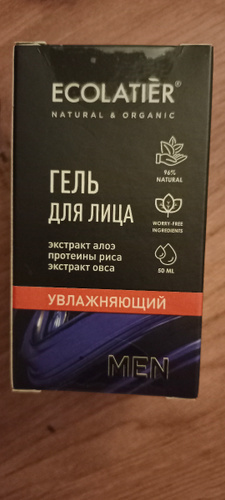 ECOLATIÈR®
NATURAL & ORGANIC
ГЕЛЬ
ДЛЯ ЛИЦА
экстракт алоэ
протеины риса
экстракт овса
96%
NATURAL
WORRY-FREE
INGREDIENTS
50 ML
УВЛАЖНЯЮЩИЙ
MEN